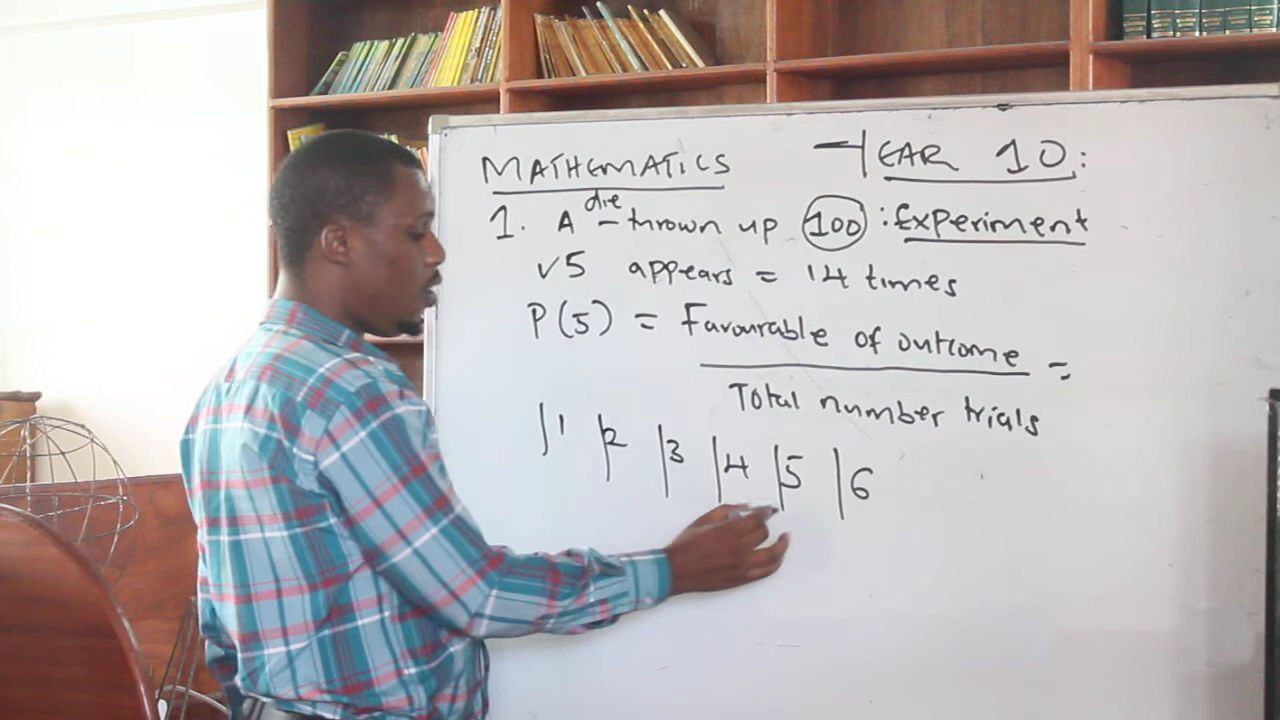 MATHEMATICS YEAR 10:
1. A die thrown up 100 : Experiment
√5 appears = 14 times
P(5) = Favourable of outcome =
Total number trials
1 2 3 4 5 6